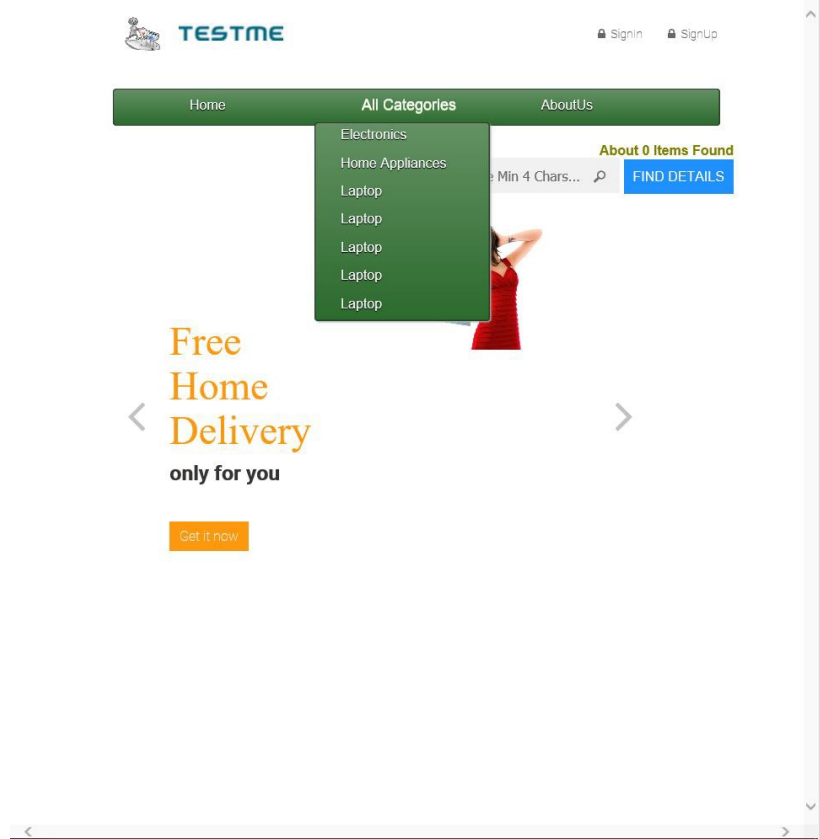 TESTME
SignIn SignUp
Home All Categories AboutUs
Electronics
About 0 Items Found
Home Appliances
Min 4 Chars... FIND DETAILS
Laptop
Laptop
Laptop
Laptop
Laptop
Free
Home
Delivery
only for you
Get it now